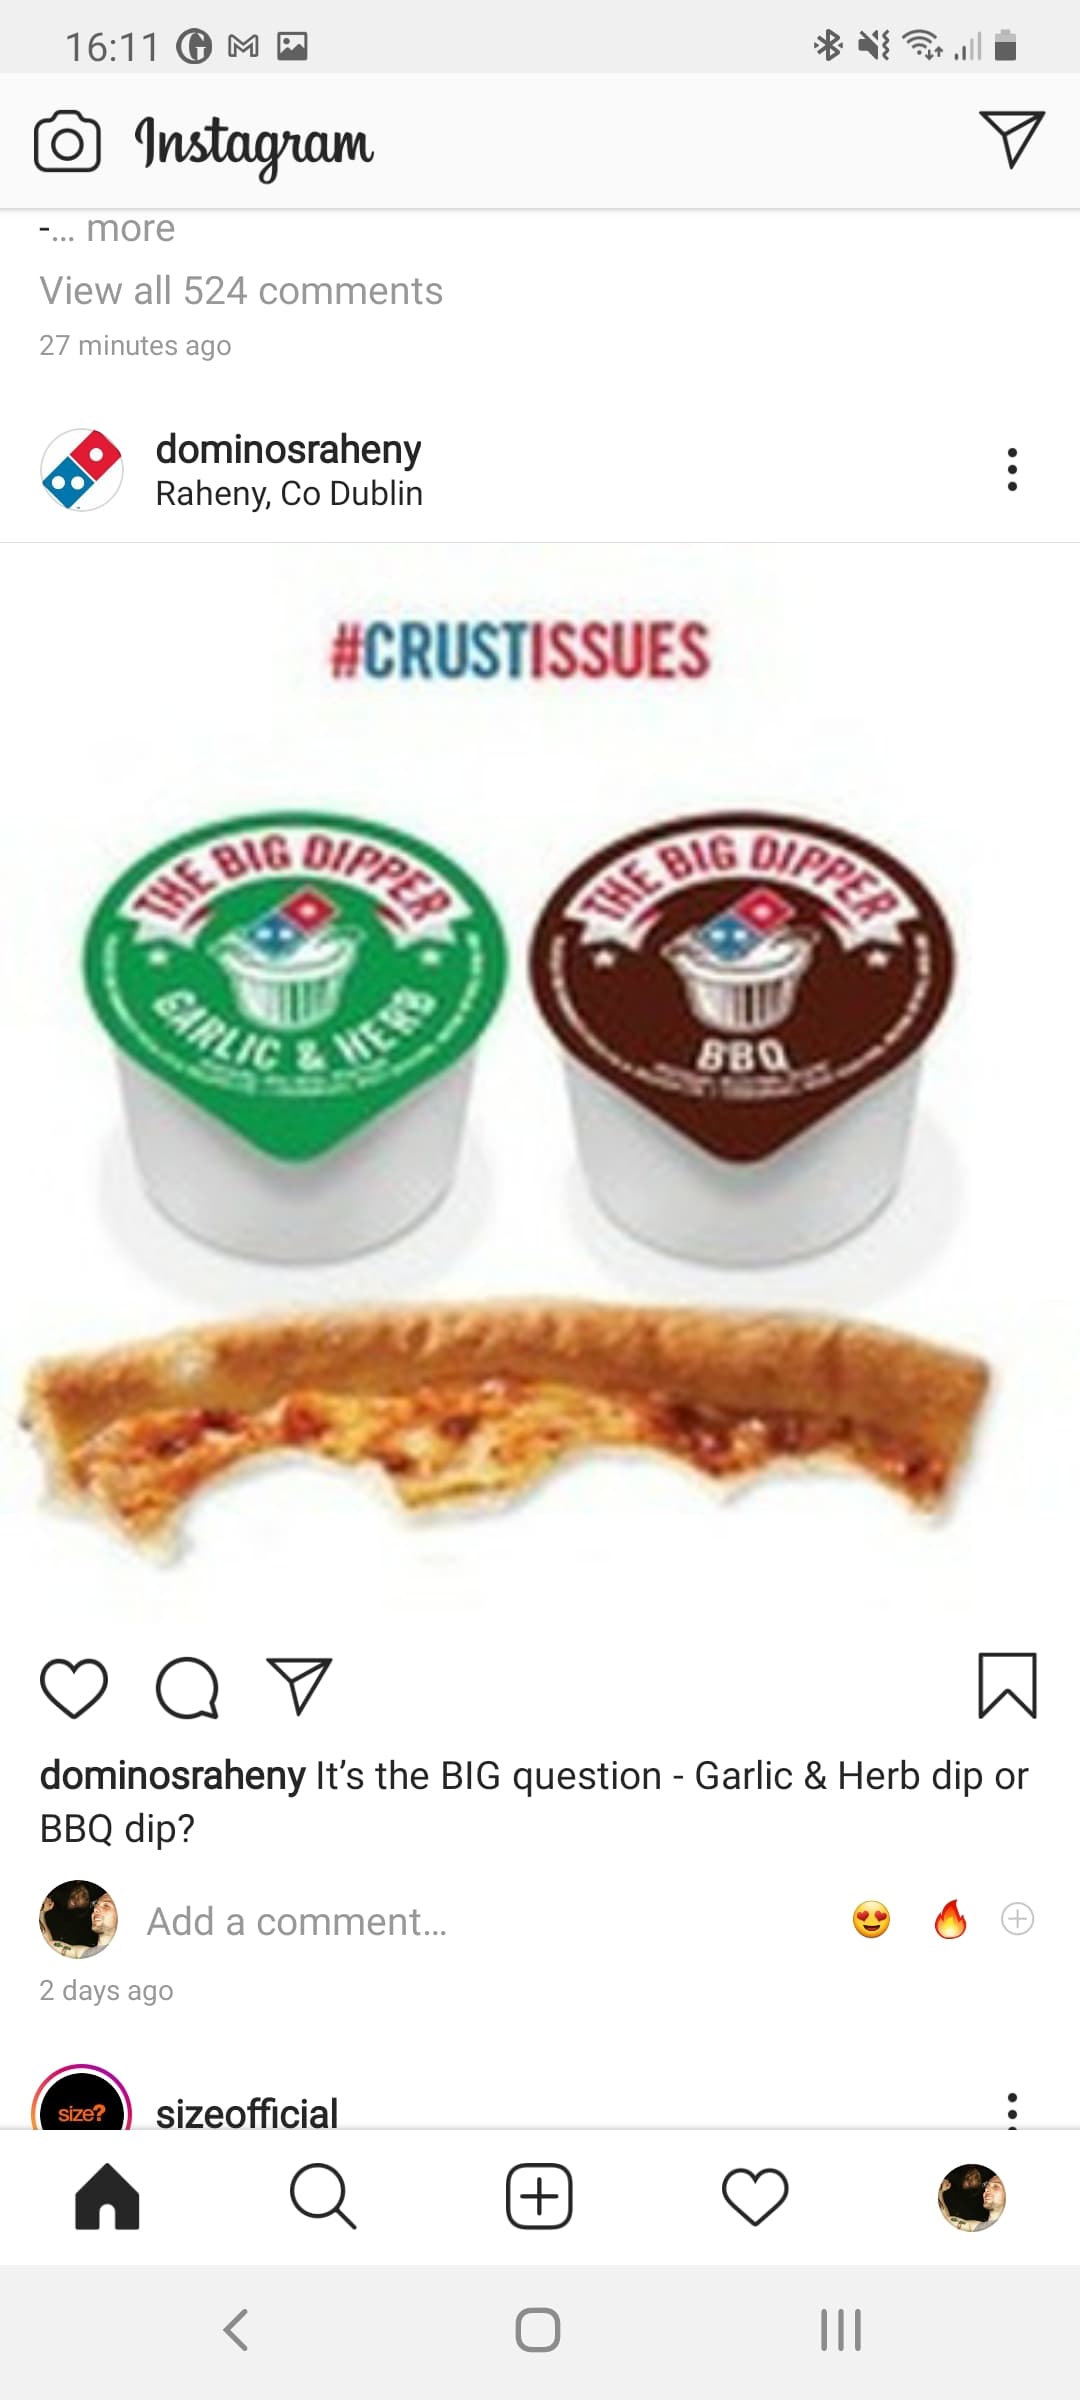 16:11
Instagram
-... more
View all 524 comments
27 minutes ago
dominosraheny
Raheny, Co Dublin
#CRUSTISSUES
THE BIG DIPPER
GARLIC & HERB
THE BIG DIPPER
BBQ
dominosraheny It's the BIG question - Garlic & Herb dip or
BBQ dip?
Add a comment...
2 days ago
size?
sizeofficial